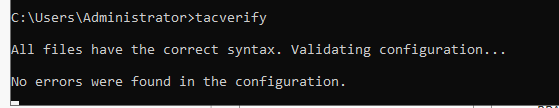 C:\Users\Administrator>tacverify
All files have the correct syntax. Validating configuration...
No errors were found in the configuration.